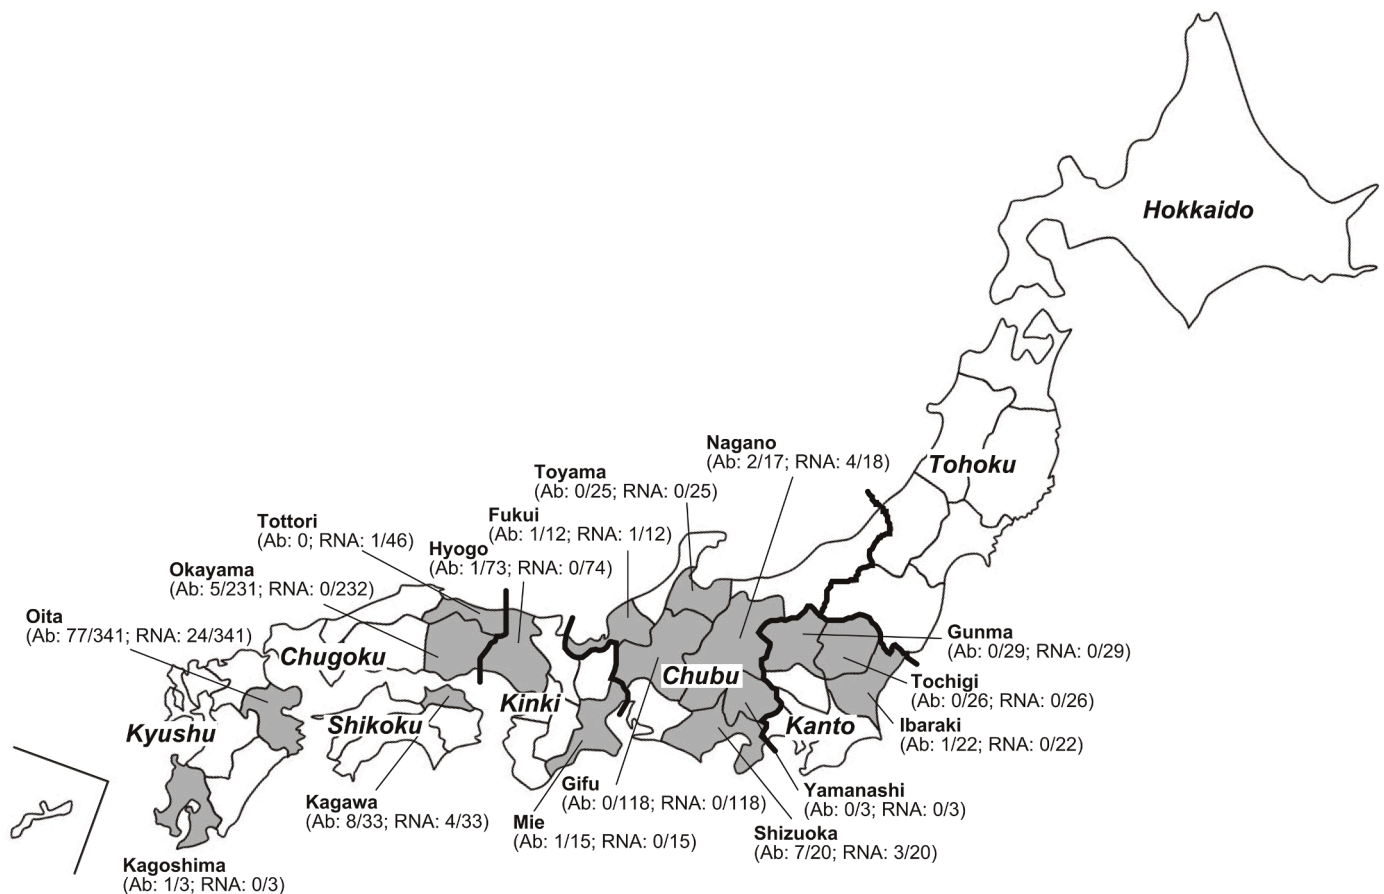 Hokkaido
Nagano
(Ab: 2/17; RNA: 4/18)
Tohoku
Toyama
(Ab: 0/25; RNA: 0/25)
Fukui
(Ab: 1/12; RNA: 1/12)
Tottori
(Ab: 0; RNA: 1/46)
Hyogo
(Ab: 1/73; RNA: 0/74)
Okayama
(Ab: 5/231; RNA: 0/232)
Oita
(Ab: 77/341; RNA: 24/341)
Gunma
(Ab: 0/29; RNA: 0/29)
Chugoku
Chubu
Tochigi
(Ab: 0/26; RNA: 0/26)
Kinki
Shikoku
Kanto
Kyushu
Ibaraki
(Ab: 1/22; RNA: 0/22)
Gifu
(Ab: 0/118; RNA: 0/118)
Yamanashi
(Ab: 0/3; RNA: 0/3)
Kagawa
(Ab: 8/33; RNA: 4/33)
Mie
(Ab: 1/15; RNA: 0/15)
Shizuoka
(Ab: 7/20; RNA: 3/20)
Kagoshima
(Ab: 1/3; RNA: 0/3)